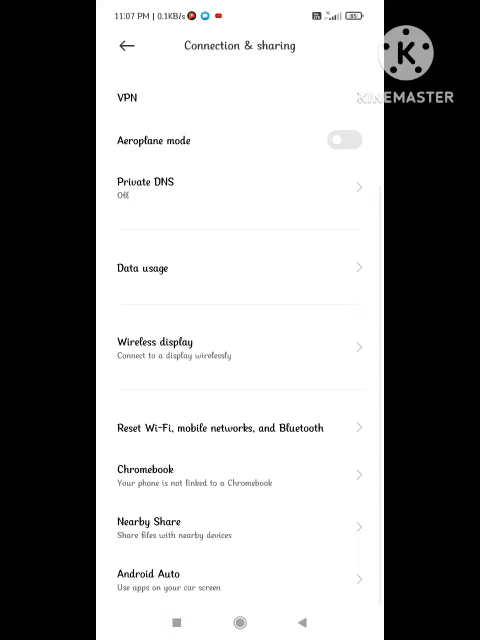 11:07 PM | 0.1KB/s
Connection & sharing
K
KINEMASTER
VPN
Aeroplane mode
Private DNS
Off
Data usage
Wireless display
Connect to a display wirelessly
Reset Wi-Fi, mobile networks, and Bluetooth
Chromebook
Your phone is not linked to a Chromebook
Nearby Share
Share files with nearby devices
Android Auto
Use apps on your car screen